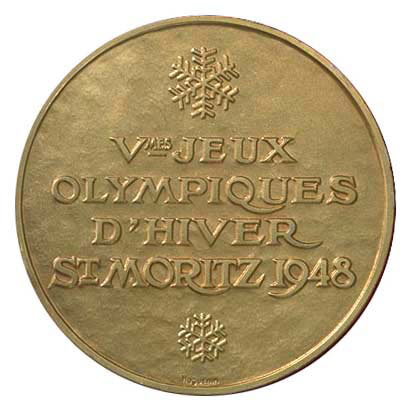 VMES JEUX
OLYMPIQUES
D'HIVER
ST MORITZ 1948